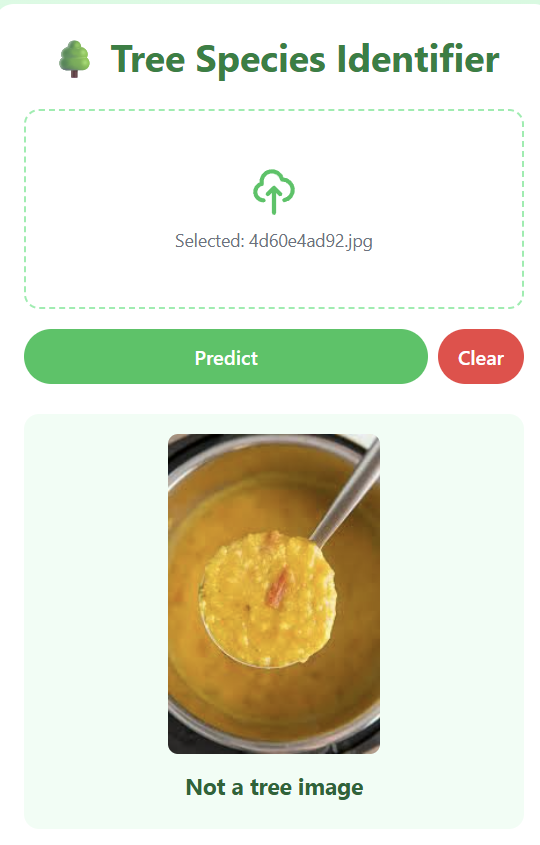 Tree Species Identifier
Selected: 4d60e4ad92.jpg
Predict
Clear
Not a tree image